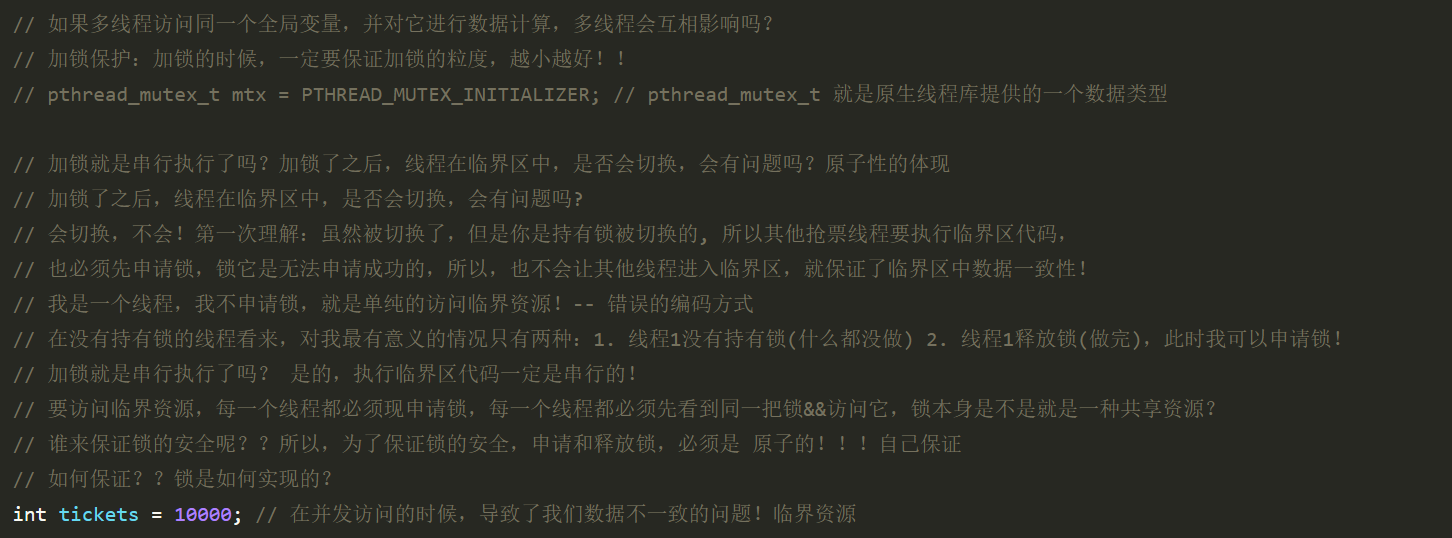 // 如果多线程访问同一个全局变量，并对它进行数据计算，多线程会互相影响吗？
// 加锁保护：加锁的时候，一定要保证加锁的粒度，越小越好！！
// pthread_mutex_t mtx = PTHREAD_MUTEX_INITIALIZER; // pthread_mutex_t 就是原生线程库提供的一个数据类型
// 加锁就是串行执行了吗？加锁了之后，线程在临界区中，是否会切换，会有问题吗？原子性的体现
// 加锁了之后，线程在临界区中，是否会切换，会有问题吗?
// 会切换，不会！第一次理解：虽然被切换了，但是你是持有锁被切换的, 所以其他抢票线程要执行临界区代码，
// 也必须先申请锁，锁它是无法申请成功的，所以，也不会让其他线程进入临界区，就保证了临界区中数据一致性！
// 我是一个线程，我不申请锁，就是单纯的访问临界资源！-- 错误的编码方式
// 在没有持有锁的线程看来，对我最有意义的情况只有两种：1. 线程1没有持有锁(什么都没做) 2. 线程1释放锁(做完)，此时我可以申请锁！
// 加锁就是串行执行了吗？ 是的，执行临界区代码一定是串行的！
// 要访问临界资源，每一个线程都必须现申请锁，每一个线程都必须先看到同一把锁&&访问它，锁本身是不是就是一种共享资源？
// 谁来保证锁的安全呢？？所以，为了保证锁的安全，申请和释放锁，必须是 原子的！！！自己保证
// 如何保证？？锁是如何实现的？
int tickets = 10000; // 在并发访问的时候，导致了我们数据不一致的问题！临界资源